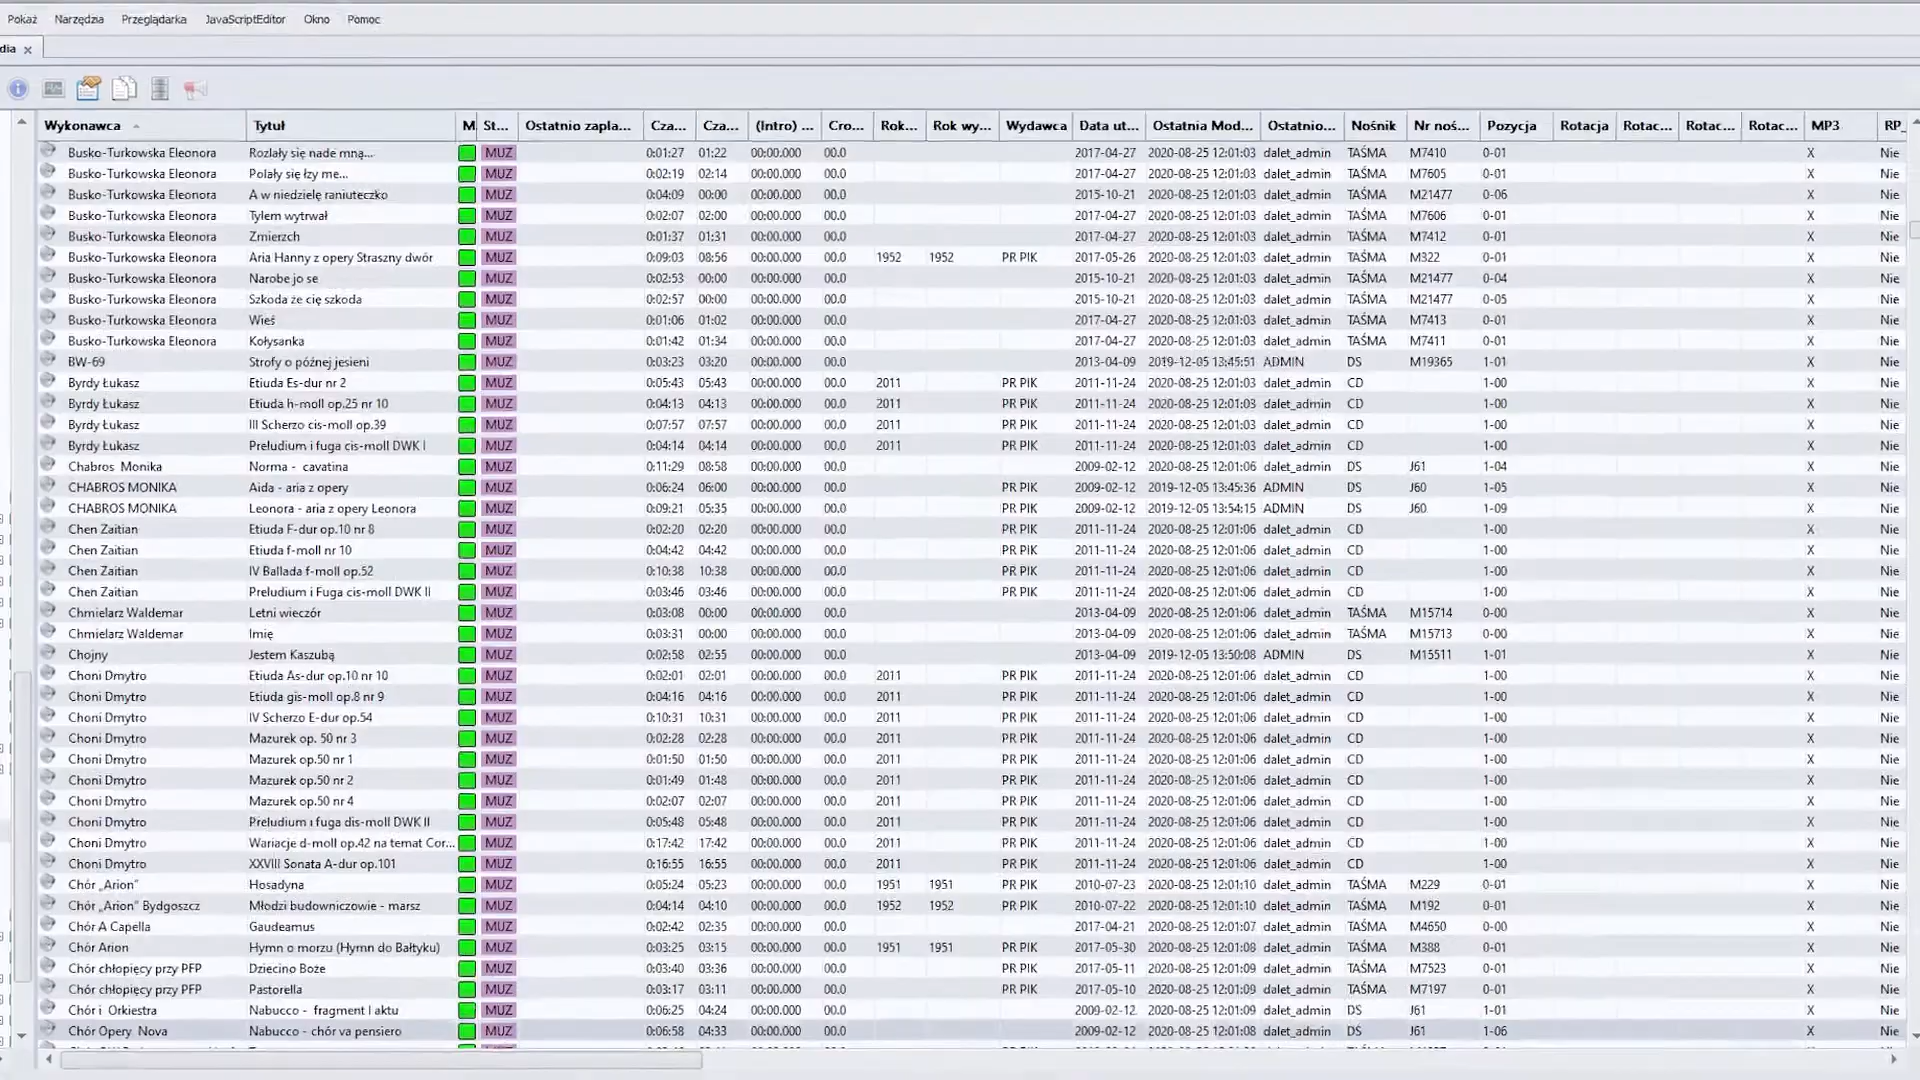 Pokaż Narzędzia Przeglądarka JavaScriptEditor Okno Pomoc
dia x
Wykonawca Tytuł M St... Ostatnio zapla... Cza... Cza... (Intro) ... Cro... Rok... Rok wy... Wydawca Data ut... Ostatnia Mod... Ostatnio... Nośnik Nr noś... Pozycja Rotacja Rotac... Rotac... Rotac... MP3 RP_
Busko-Turkowska Eleonora Rozlały się nade mną... MUZ 0:01:27 01:22 00:00.000 00.0 2017-04-27 2020-08-25 12:01:03 dalet_admin TAŚMA M7410 0-01 X Nie
Busko-Turkowska Eleonora Polały się łzy me... MUZ 0:02:19 02:14 00:00.000 00.0 2017-04-27 2020-08-25 12:01:03 dalet_admin TAŚMA M7605 0-01 X Nie
Busko-Turkowska Eleonora A w niedzielę raniuteczko MUZ 0:04:09 00:00 00:00.000 00.0 2015-10-21 2020-08-25 12:01:03 dalet_admin TAŚMA M21477 0-06 X Nie
Busko-Turkowska Eleonora Tyłem wytrwał MUZ 0:02:07 02:00 00:00.000 00.0 2017-04-27 2020-08-25 12:01:03 dalet_admin TAŚMA M7606 0-01 X Nie
Busko-Turkowska Eleonora Zmierzch MUZ 0:01:37 01:31 00:00.000 00.0 2017-04-27 2020-08-25 12:01:03 dalet_admin TAŚMA M7412 0-01 X Nie
Busko-Turkowska Eleonora Aria Hanny z opery Straszny dwór MUZ 0:09:03 08:56 00:00.000 00.0 1952 1952 PR PIK 2017-05-26 2020-08-25 12:01:03 dalet_admin TAŚMA M322 0-01 X Nie
Busko-Turkowska Eleonora Narobe jo se MUZ 0:02:53 00:00 00:00.000 00.0 2015-10-21 2020-08-25 12:01:03 dalet_admin TAŚMA M21477 0-04 X Nie
Busko-Turkowska Eleonora Szkoda że cię szkoda MUZ 0:02:57 00:00 00:00.000 00.0 2015-10-21 2020-08-25 12:01:03 dalet_admin TAŚMA M21477 0-05 X Nie
Busko-Turkowska Eleonora Wieś MUZ 0:01:06 01:02 00:00.000 00.0 2017-04-27 2020-08-25 12:01:03 dalet_admin TAŚMA M7413 0-01 X Nie
Busko-Turkowska Eleonora Kołysanka MUZ 0:01:42 01:34 00:00.000 00.0 2017-04-27 2020-08-25 12:01:03 dalet_admin TAŚMA M7411 0-01 X Nie
BW-69 Strofy o późnej jesieni MUZ 0:03:23 03:20 00:00.000 00.0 2013-04-09 2019-12-05 13:45:51 ADMIN DS M19365 1-01 X Nie
Byrdy Łukasz Etiuda Es-dur nr 2 MUZ 0:05:43 05:43 00:00.000 00.0 2011 PR PIK 2011-11-24 2020-08-25 12:01:03 dalet_admin CD 1-00 X Nie
Byrdy Łukasz Etiuda h-moll op.25 nr 10 MUZ 0:04:13 04:13 00:00.000 00.0 2011 PR PIK 2011-11-24 2020-08-25 12:01:03 dalet_admin CD 1-00 X Nie
Byrdy Łukasz III Scherzo cis-moll op.39 MUZ 0:07:57 07:57 00:00.000 00.0 2011 PR PIK 2011-11-24 2020-08-25 12:01:03 dalet_admin CD 1-00 X Nie
Byrdy Łukasz Preludium i fuga cis-moll DWK I MUZ 0:04:14 04:14 00:00.000 00.0 2011 PR PIK 2011-11-24 2020-08-25 12:01:03 dalet_admin CD 1-00 X Nie
Chabros Monika Norma - cavatina MUZ 0:11:29 08:58 00:00.000 00.0 2009-02-12 2020-08-25 12:01:06 dalet_admin DS J61 1-04 X Nie
CHABROS MONIKA Aida - aria z opery MUZ 0:06:24 06:00 00:00.000 00.0 PR PIK 2009-02-12 2019-12-05 13:45:36 ADMIN DS J60 1-05 X Nie
CHABROS MONIKA Leonora - aria z opery Leonora MUZ 0:09:21 05:35 00:00.000 00.0 PR PIK 2009-02-12 2019-12-05 13:54:15 ADMIN DS J60 1-09 X Nie
Chen Zaitian Etiuda F-dur op.10 nr 8 MUZ 0:02:20 02:20 00:00.000 00.0 PR PIK 2011-11-24 2020-08-25 12:01:06 dalet_admin CD 1-00 X Nie
Chen Zaitian Etiuda f-moll nr 10 MUZ 0:04:42 04:42 00:00.000 00.0 PR PIK 2011-11-24 2020-08-25 12:01:06 dalet_admin CD 1-00 X Nie
Chen Zaitian IV Ballada f-moll op.52 MUZ 0:10:38 10:38 00:00.000 00.0 PR PIK 2011-11-24 2020-08-25 12:01:06 dalet_admin CD 1-00 X Nie
Chen Zaitian Preludium i Fuga cis-moll DWK II MUZ 0:03:46 03:46 00:00.000 00.0 PR PIK 2011-11-24 2020-08-25 12:01:06 dalet_admin CD 1-00 X Nie
Chmielarz Waldemar Letni wieczór MUZ 0:03:08 00:00 00:00.000 00.0 2013-04-09 2020-08-25 12:01:06 dalet_admin TAŚMA M15714 0-00 X Nie
Chmielarz Waldemar Imię MUZ 0:03:31 00:00 00:00.000 00.0 2013-04-09 2020-08-25 12:01:06 dalet_admin TAŚMA M15713 0-00 X Nie
Chojny Jestem Kaszubą MUZ 0:02:58 02:55 00:00.000 00.0 2013-04-09 2019-12-05 13:50:08 ADMIN DS M15511 1-01 X Nie
Choni Dmytro Etiuda As-dur op.10 nr 10 MUZ 0:02:01 02:01 00:00.000 00.0 2011 PR PIK 2011-11-24 2020-08-25 12:01:06 dalet_admin CD 1-00 X Nie
Choni Dmytro Etiuda gis-moll op.8 nr 9 MUZ 0:04:16 04:16 00:00.000 00.0 2011 PR PIK 2011-11-24 2020-08-25 12:01:06 dalet_admin CD 1-00 X Nie
Choni Dmytro IV Scherzo E-dur op.54 MUZ 0:10:31 10:31 00:00.000 00.0 2011 PR PIK 2011-11-24 2020-08-25 12:01:06 dalet_admin CD 1-00 X Nie
Choni Dmytro Mazurek op. 50 nr 3 MUZ 0:02:28 02:28 00:00.000 00.0 2011 PR PIK 2011-11-24 2020-08-25 12:01:06 dalet_admin CD 1-00 X Nie
Choni Dmytro Mazurek op.50 nr 1 MUZ 0:01:50 01:50 00:00.000 00.0 2011 PR PIK 2011-11-24 2020-08-25 12:01:06 dalet_admin CD 1-00 X Nie
Choni Dmytro Mazurek op.50 nr 2 MUZ 0:01:49 01:48 00:00.000 00.0 2011 PR PIK 2011-11-24 2020-08-25 12:01:06 dalet_admin CD 1-00 X Nie
Choni Dmytro Mazurek op.50 nr 4 MUZ 0:02:07 02:07 00:00.000 00.0 2011 PR PIK 2011-11-24 2020-08-25 12:01:06 dalet_admin CD 1-00 X Nie
Choni Dmytro Preludium i fuga dis-moll DWK II MUZ 0:05:48 05:48 00:00.000 00.0 2011 PR PIK 2011-11-24 2020-08-25 12:01:06 dalet_admin CD 1-00 X Nie
Choni Dmytro Wariacje d-moll op.42 na temat Cor... MUZ 0:17:42 17:42 00:00.000 00.0 2011 PR PIK 2011-11-24 2020-08-25 12:01:06 dalet_admin CD 1-00 X Nie
Choni Dmytro XXVIII Sonata A-dur op.101 MUZ 0:16:55 16:55 00:00.000 00.0 2011 PR PIK 2011-11-24 2020-08-25 12:01:06 dalet_admin CD 1-00 X Nie
Chór „Arion” Hosadyna MUZ 0:05:24 05:23 00:00.000 00.0 1951 1951 PR PIK 2010-07-23 2020-08-25 12:01:10 dalet_admin TAŚMA M229 0-01 X Nie
Chór „Arion” Bydgoszcz Młodzi budowniczowie - marsz MUZ 0:04:14 04:10 00:00.000 00.0 1952 1952 PR PIK 2010-07-22 2020-08-25 12:01:10 dalet_admin TAŚMA M192 0-01 X Nie
Chór A Capella Gaudeamus MUZ 0:02:42 02:35 00:00.000 00.0 2017-04-21 2020-08-25 12:01:07 dalet_admin TAŚMA M4650 0-00 X Nie
Chór Arion Hymn o morzu (Hymn do Bałtyku) MUZ 0:03:25 03:15 00:00.000 00.0 1951 1951 PR PIK 2017-05-30 2020-08-25 12:01:08 dalet_admin TAŚMA M388 0-01 X Nie
Chór chłopięcy przy PFP Dziecino Boże MUZ 0:03:40 03:36 00:00.000 00.0 PR PIK 2017-05-11 2020-08-25 12:01:09 dalet_admin TAŚMA M7523 0-01 X Nie
Chór chłopięcy przy PFP Pastorella MUZ 0:03:17 03:11 00:00.000 00.0 PR PIK 2017-05-10 2020-08-25 12:01:09 dalet_admin TAŚMA M7197 0-01 X Nie
Chór i Orkiestra Nabucco - fragment I aktu MUZ 0:06:25 04:24 00:00.000 00.0 2009-02-12 2020-08-25 12:01:09 dalet_admin DS J61 1-01 X Nie
Chór Opery Nova Nabucco - chór va pensiero MUZ 0:06:58 04:33 00:00.000 00.0 2009-02-12 2020-08-25 12:01:08 dalet_admin DS J61 1-06 X Nie